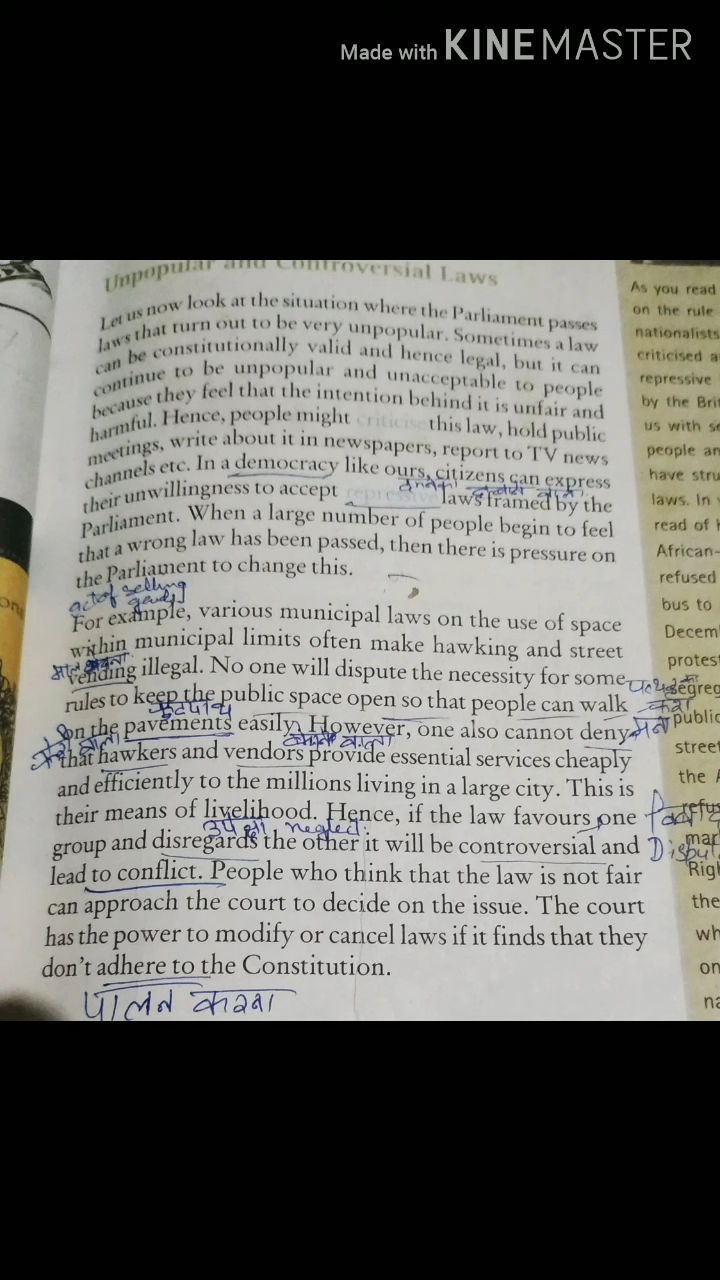 Made with KINEMASTER
Unpopular and Controversial Laws
Let us now look at the situation where the Parliament passes
laws that turn out to be very unpopular. Sometimes a law
can be constitutionally valid and hence legal, but it can
continue to be unpopular and unacceptable to people
because they feel that the intention behind it is unfair and
harmful. Hence, people might criticise this law, hold public
meetings, write about it in newspapers, report to TV news
channels etc. In a democracy like ours, citizens can express
their unwillingness to accept repressive laws framed by the
Parliament. When a large number of people begin to feel
that a wrong law has been passed, then there is pressure on
the Parliament to change this.
act of selling
For example, various municipal laws on the use of space
within municipal limits often make hawking and street
vending illegal. No one will dispute the necessity for some
rules to keep the public space open so that people can walk
फुटपाथ
on the pavements easily. However, one also cannot deny
that hawkers and vendors provide essential services cheaply
and efficiently to the millions living in a large city. This is
their means of livelihood. Hence, if the law favours one
neglect
group and disregards the other it will be controversial and
lead to conflict. People who think that the law is not fair
can approach the court to decide on the issue. The court
has the power to modify or cancel laws if it finds that they
don't adhere to the Constitution.
पालन करना
As you read
on the rule
nationalists
criticised a
repressive
by the Brit
us with se
people an
have stru
laws. In
read of
African-
refused
bus to
Decem
protes
segreg
public
street
the A
refus
mar
Righ
the
wh
on
na